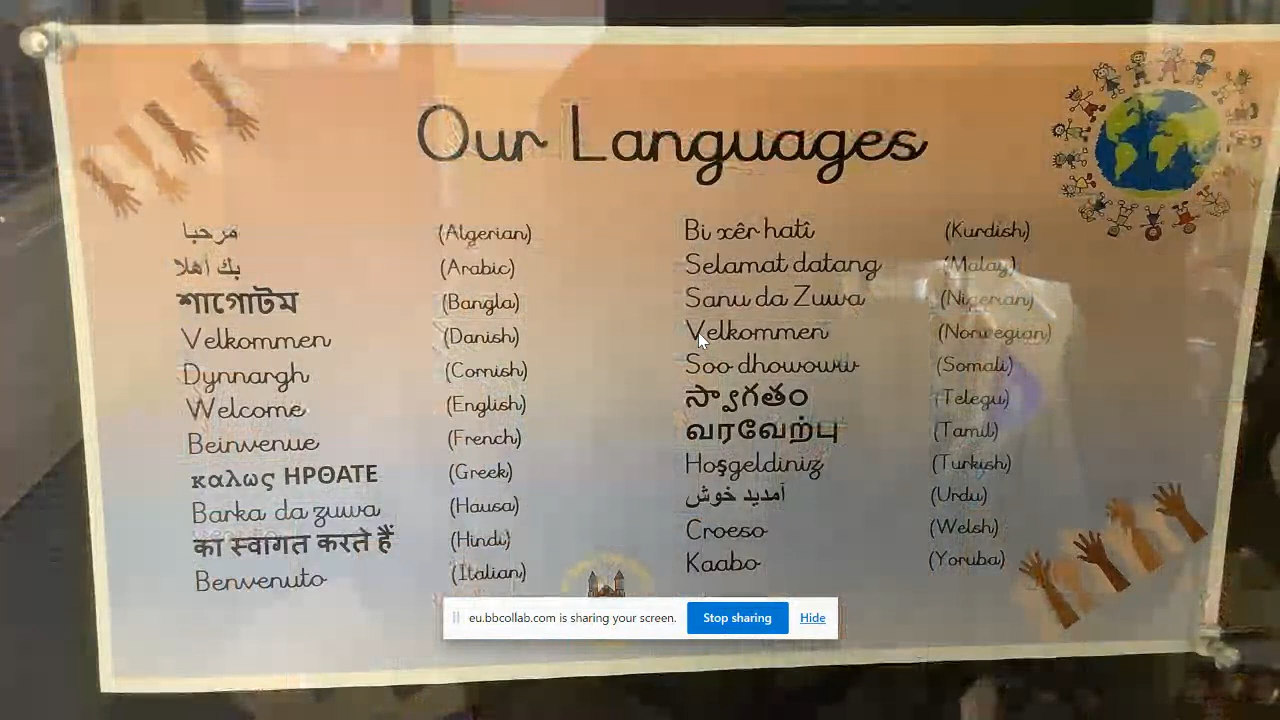 Our Languages
مرحبا (Algerian)
بك أهلا (Arabic)
শাগোটম (Bangla)
Velkommen (Danish)
Dynnargh (Cornish)
Welcome (English)
Beinvenue (French)
καλως ΗΡΘΑΤΕ (Greek)
Barka da zuwa (Hausa)
का स्वागत करते हैं (Hindu)
Benvenuto (Italian)
Bi xêr hatî (Kurdish)
Selamat datang (Malay)
Sanu da Zuwa (Nigerian)
Velkommen (Norwegian)
Soo dhowoww (Somali)
స్వాగతం (Telegu)
வரவேற்பு (Tamil)
Hoşgeldiniz (Turkish)
آمدید خوش (Urdu)
Croeso (Welsh)
Kaabo (Yoruba)
eu.bbcollab.com is sharing your screen. Stop sharing Hide